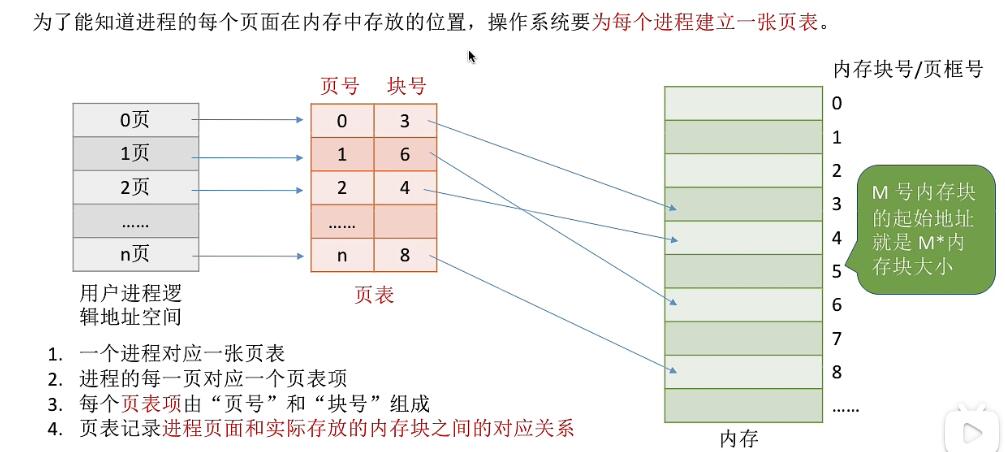 为了能知道进程的每个页面在内存中存放的位置，操作系统要为每个进程建立一张页表。
内存块号/页框号
页号 块号
0页
1页
2页
……
n页
0 3
1 6
2 4
……
n 8
0
1
2
3
4
5
6
7
8
……
M 号内存块
的起始地址
就是 M*内
存块大小
用户进程逻
辑地址空间
页表
内存
1. 一个进程对应一张页表
2. 进程的每一页对应一个页表项
3. 每个页表项由“页号”和“块号”组成
4. 页表记录进程页面和实际存放的内存块之间的对应关系